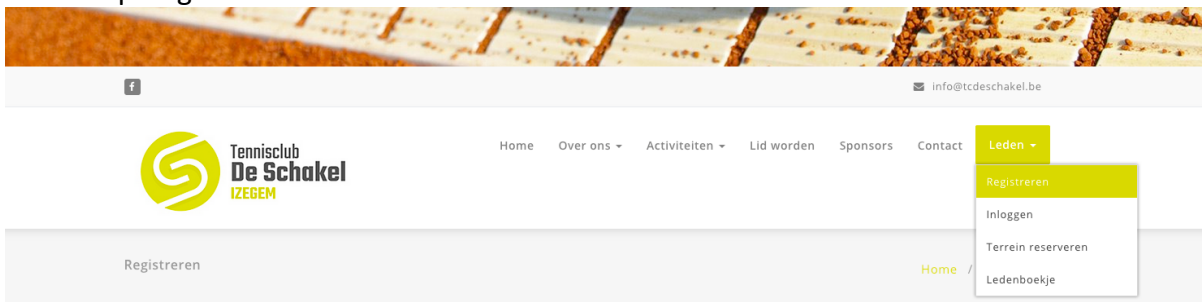 info@tcdeschakel.be
Tennisclub
De Schakel
IZEGEM
Home Over ons Activiteiten Lid worden Sponsors Contact Leden
Registreren
Inloggen
Terrein reserveren
Ledenboekje
Registreren
Home /